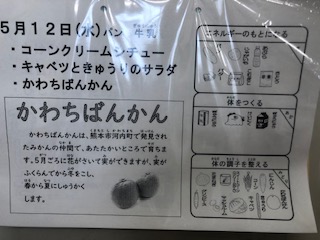 5月12日(水)パン 牛乳
・コーンクリームシチュー
・キャベツときゅうりのサラダ
・かわちばんかん
かわちばんかん
かわちばんかんは、熊本市河内町で発見され
たみかんの仲間で、あたたかいところで育ちま
す。5月ごろに花がさいて実ができますが、実が
ふくらんでから冬をこし、
春から夏にしゅうかく
します。
エネルギーのもとになる
体をつくる
体の調子を整える